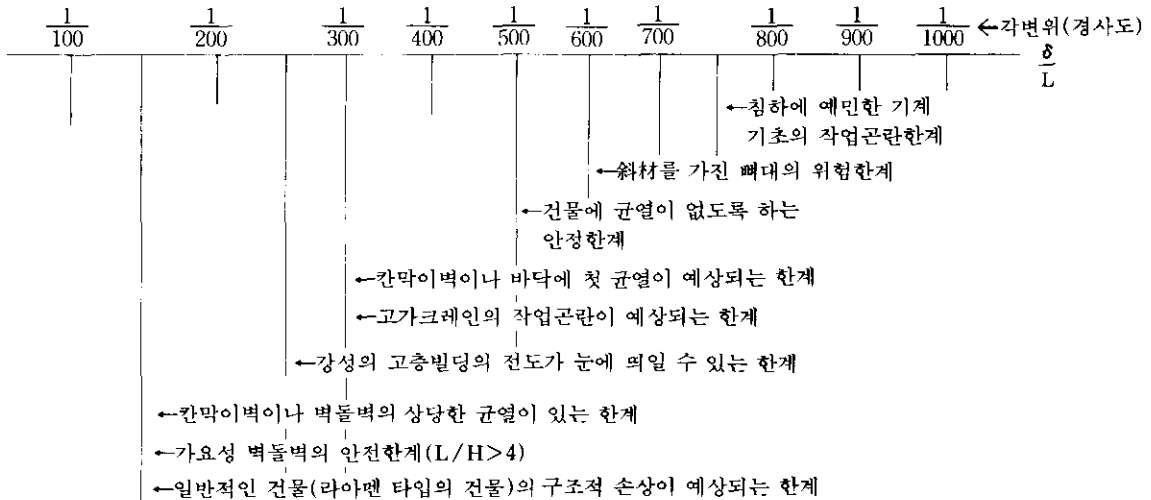 1/100 1/200 1/300 1/400 1/500 1/600 1/700 1/800 1/900 1/1000 ←각변위(경사도)
δ/L
←침하에 예민한 기계
기초의 작업곤란한계
←斜材를 가진 뼈대의 위험한계
←건물에 균열이 없도록 하는
안정한계
←칸막이벽이나 바닥에 첫 균열이 예상되는 한계
←고가크레인의 작업곤란이 예상되는 한계
←강성의 고층빌딩의 전도가 눈에 띄일 수 있는 한계
←칸막이벽이나 벽돌벽의 상당한 균열이 있는 한계
←가요성 벽돌벽의 안전한계(L/H>4)
←일반적인 건물(라아멘 타입의 건물)의 구조적 손상이 예상되는 한계